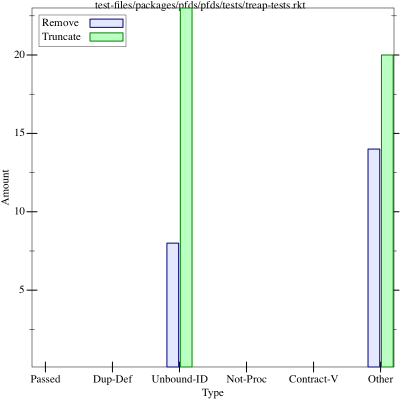 test-files/packages/pfds/pfds/tests/treap-tests.rkt
Remove
Truncate
20
15
10
5
Amount
Passed Dup-Def Unbound-ID Not-Proc Contract-V Other
Type